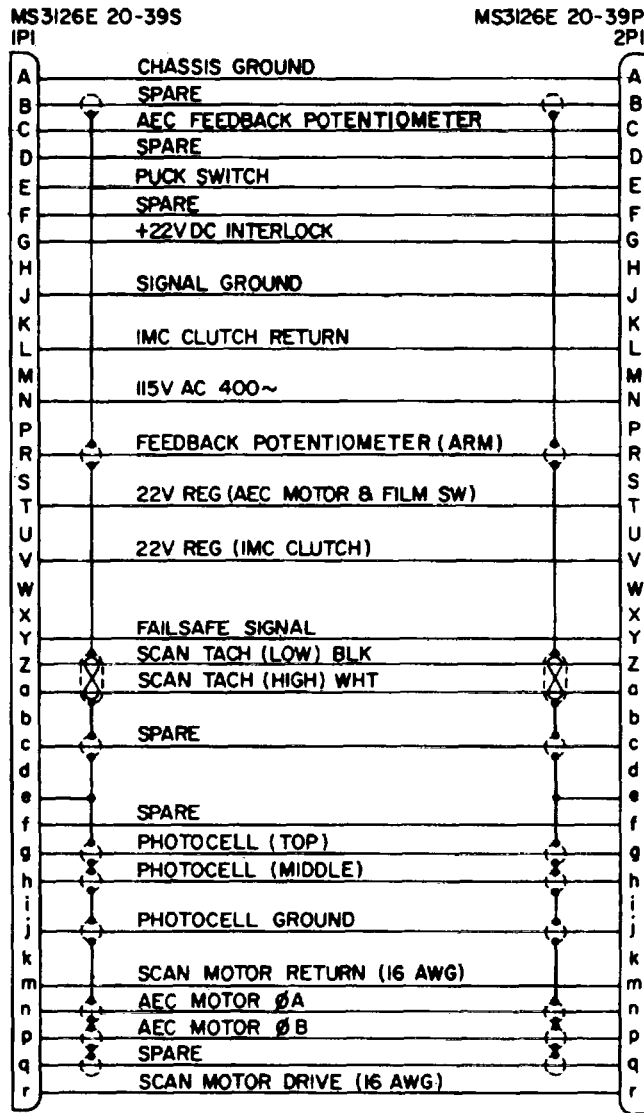 MS3126E 20-39S MS3126E 20-39P
1P1 2P1
A CHASSIS GROUND A
B SPARE B
C AEC FEEDBACK POTENTIOMETER C
D SPARE D
E PUCK SWITCH E
F SPARE F
G +22VDC INTERLOCK G
H H
J SIGNAL GROUND J
K K
L IMC CLUTCH RETURN L
M M
N 115V AC 400~ N
P P
R FEEDBACK POTENTIOMETER (ARM) R
S S
T 22V REG (AEC MOTOR & FILM SW) T
U U
V 22V REG (IMC CLUTCH) V
W W
X X
Y FAILSAFE SIGNAL Y
Z SCAN TACH (LOW) BLK Z
a SCAN TACH (HIGH) WHT a
b b
c SPARE c
d d
e e
f SPARE f
g PHOTOCELL (TOP) g
h PHOTOCELL (MIDDLE) h
i i
j PHOTOCELL GROUND j
k k
m SCAN MOTOR RETURN (16 AWG) m
n AEC MOTOR ØA n
p AEC MOTOR ØB p
q SPARE q
r SCAN MOTOR DRIVE (16 AWG) r